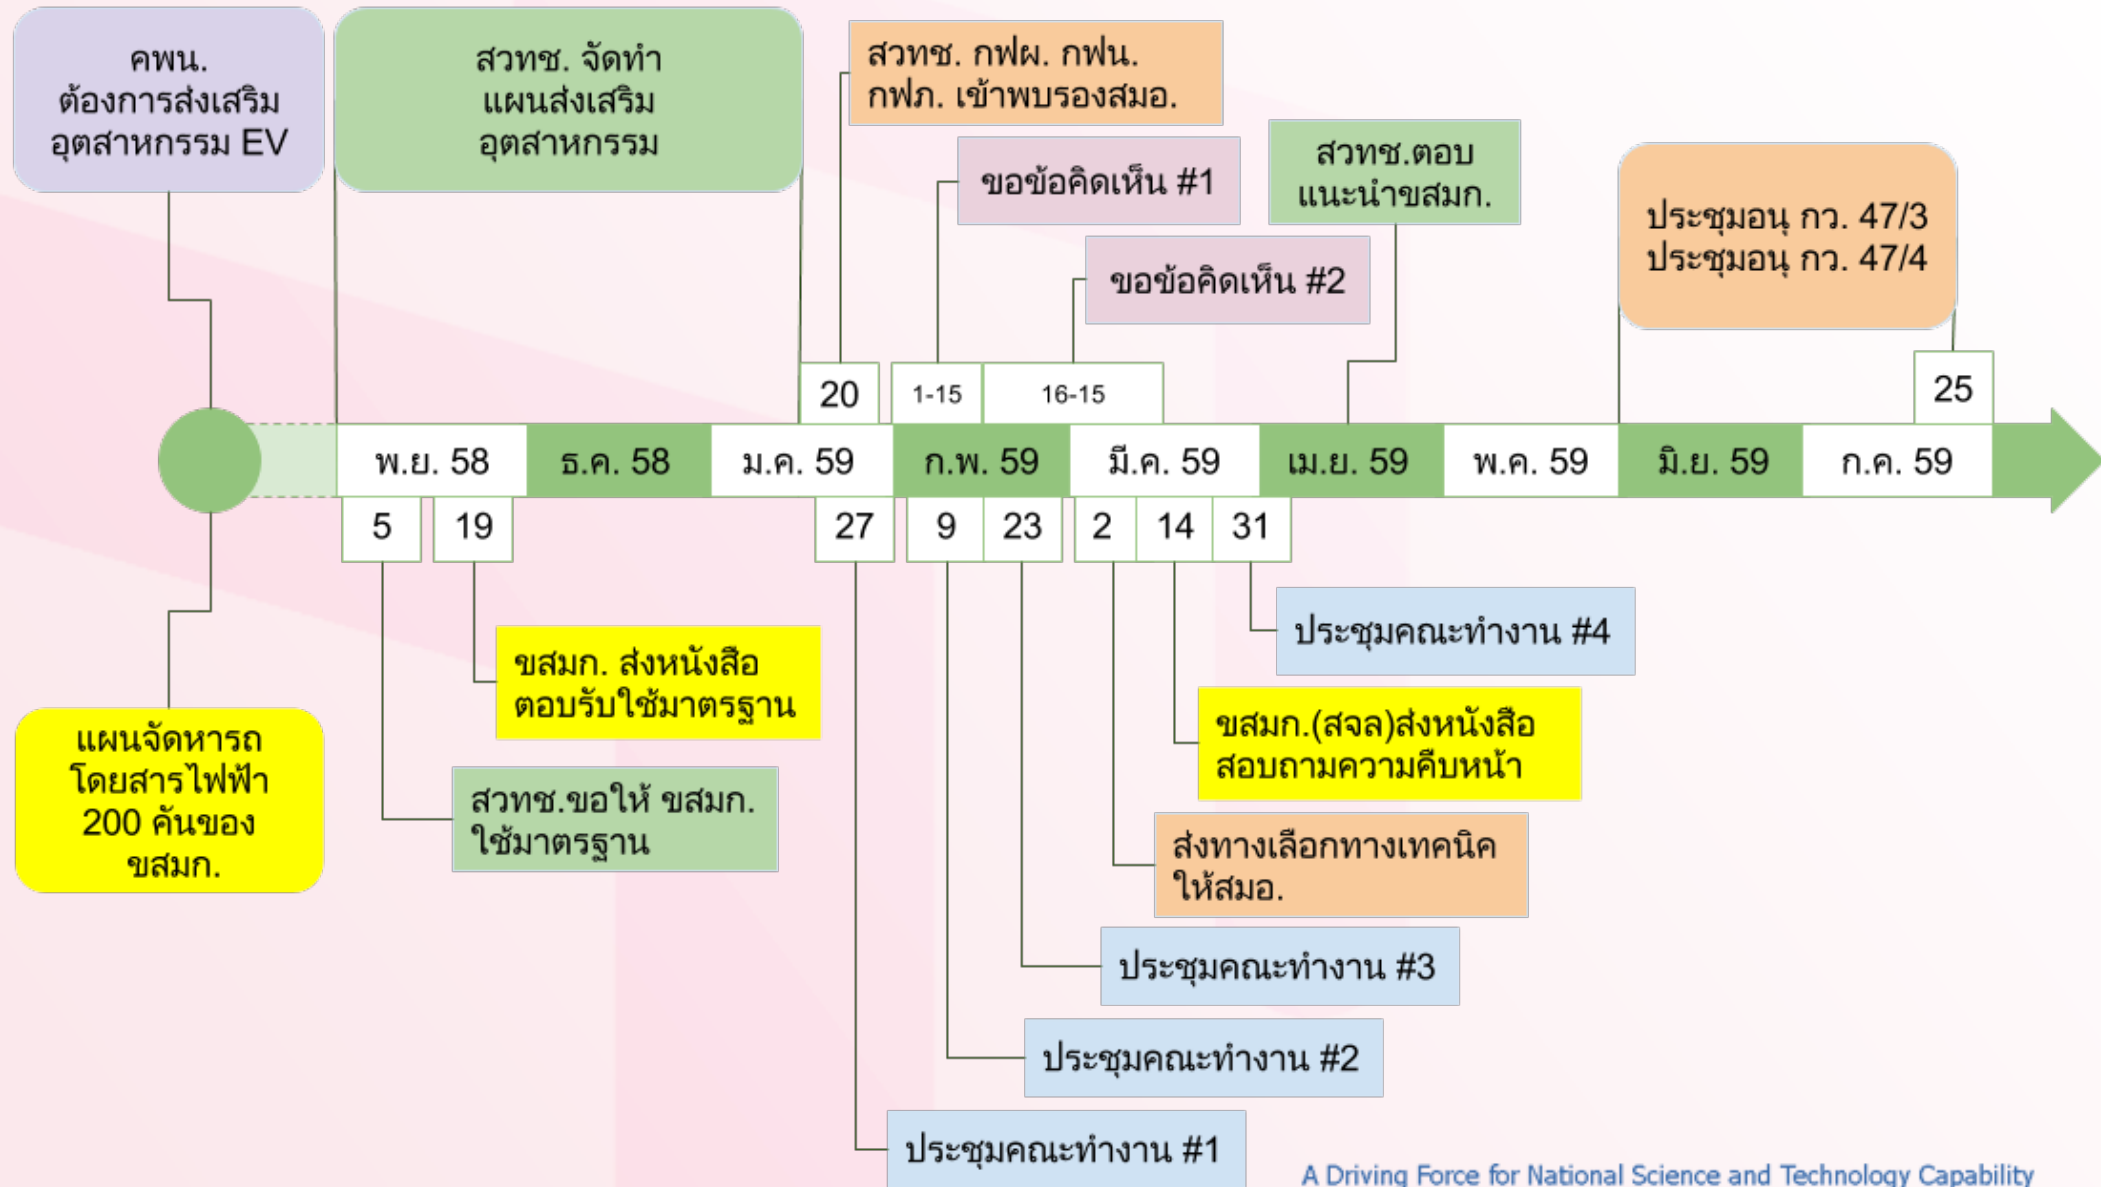 คพน.
ต้องการส่งเสริม
อุตสาหกรรม EV
สวทช. จัดทำ
แผนส่งเสริม
อุตสาหกรรม
สวทช. กฟผ. กฟน.
กฟภ. เข้าพบรองสมอ.
ขอข้อคิดเห็น #1
สวทช.ตอบ
แนะนำขสมก.
ขอข้อคิดเห็น #2
ประชุมอนุ กว. 47/3
ประชุมอนุ กว. 47/4
20
1-15
16-15
25
พ.ย. 58
ธ.ค. 58
ม.ค. 59
ก.พ. 59
มี.ค. 59
เม.ย. 59
พ.ค. 59
มิ.ย. 59
ก.ค. 59
5
19
27
9
23
2
14
31
ประชุมคณะทำงาน #4
ขสมก. ส่งหนังสือ
ตอบรับใช้มาตรฐาน
ขสมก.(สจล)ส่งหนังสือ
สอบถามความคืบหน้า
แผนจัดหารถ
โดยสารไฟฟ้า
200 คันของ
ขสมก.
สวทช.ขอให้ ขสมก.
ใช้มาตรฐาน
ส่งทางเลือกทางเทคนิค
ให้สมอ.
ประชุมคณะทำงาน #3
ประชุมคณะทำงาน #2
ประชุมคณะทำงาน #1
A Driving Force for National Science and Technology Capability